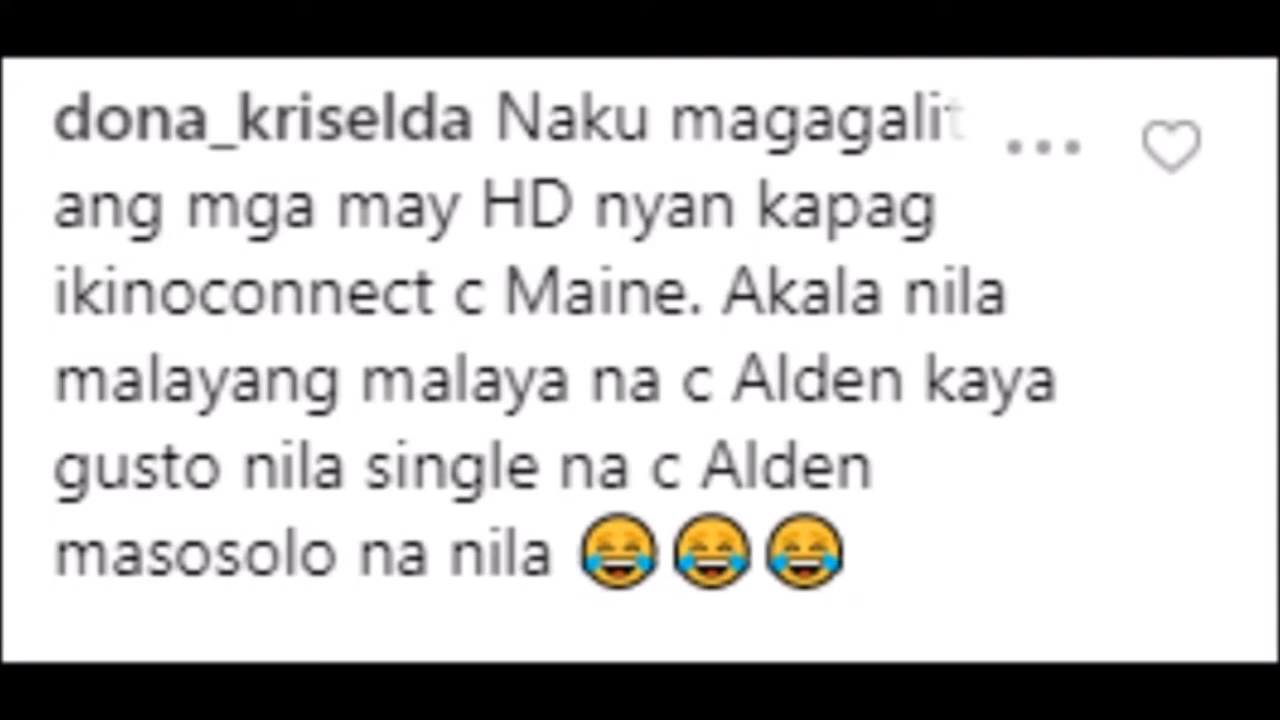 dona_kriselda Naku magagalit
ang mga may HD nyan kapag
ikinoconnect c Maine. Akala nila
malayang malaya na c Alden kaya
gusto nila single na c Alden
masosolo na nila 😂😂😂